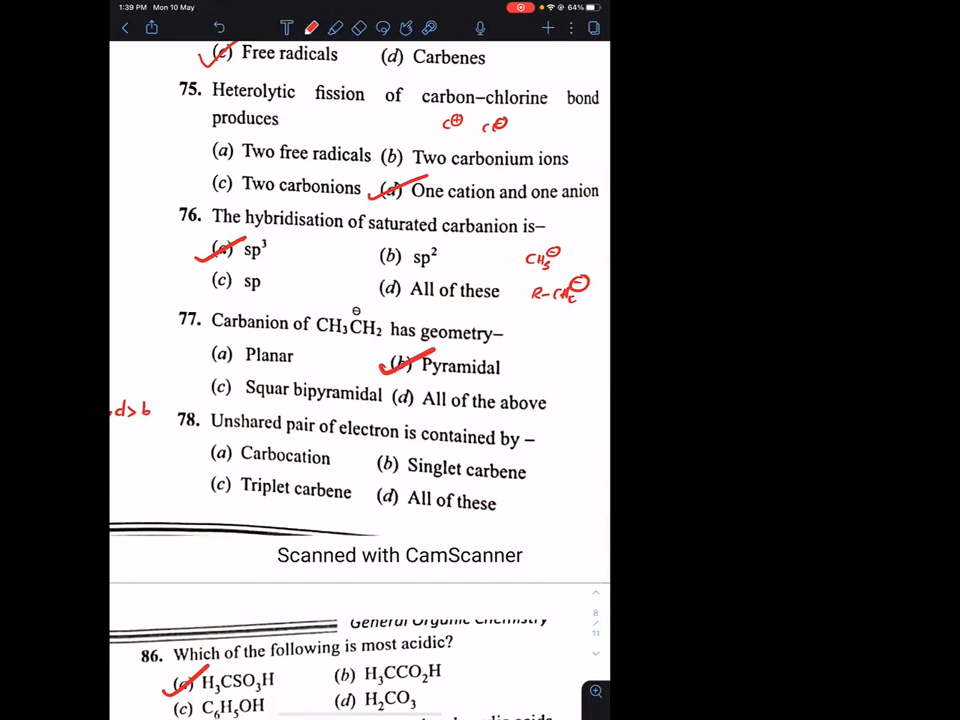 1:39 PM Mon 10 May
64%
(c) Free radicals (d) Carbenes
75. Heterolytic fission of carbon–chlorine bond
produces
C⊕ Cl⊖
(a) Two free radicals (b) Two carbonium ions
(c) Two carbonions (d) One cation and one anion
76. The hybridisation of saturated carbanion is–
(a) sp³ (b) sp²
CH₃⊖
(c) sp (d) All of these
R–CH₂⊖
77. Carbanion of CH₃C̈H₂ has geometry–
⊖
(a) Planar (b) Pyramidal
(c) Squar bipyramidal (d) All of the above
d>b
78. Unshared pair of electron is contained by –
(a) Carbocation (b) Singlet carbene
(c) Triplet carbene (d) All of these
Scanned with CamScanner
8
/
11
General Organic Chemistry
86. Which of the following is most acidic?
(a) H₃CSO₃H (b) H₃CCO₂H
(c) C₆H₅OH (d) H₂CO₃